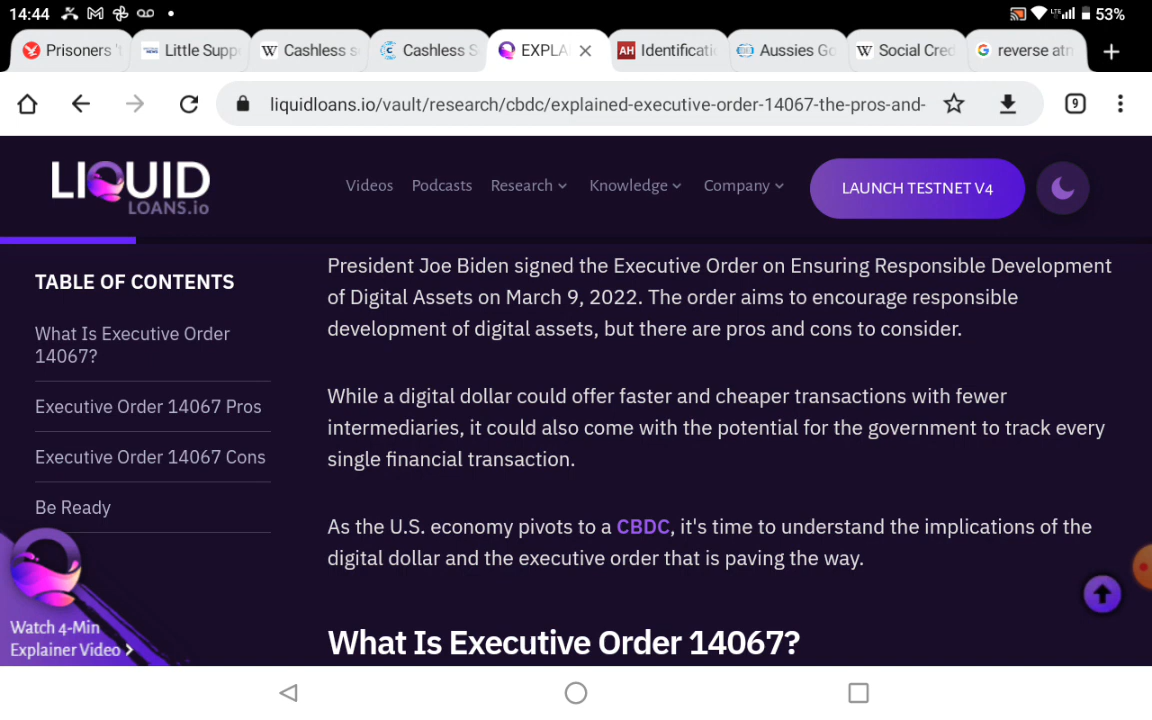 14:44
LTE
53%
Prisoners 't
Little Supp
Cashless s
Cashless S
EXPLA
Identificati
Aussies Go
Social Cred
reverse atn
liquidloans.io/vault/research/cbdc/explained-executive-order-14067-the-pros-and-
9
LIQUID
LOANS.io
Videos
Podcasts
Research
Knowledge
Company
LAUNCH TESTNET V4
TABLE OF CONTENTS
What Is Executive Order
14067?
Executive Order 14067 Pros
Executive Order 14067 Cons
Be Ready
Watch 4-Min
Explainer Video
President Joe Biden signed the Executive Order on Ensuring Responsible Development
of Digital Assets on March 9, 2022. The order aims to encourage responsible
development of digital assets, but there are pros and cons to consider.
While a digital dollar could offer faster and cheaper transactions with fewer
intermediaries, it could also come with the potential for the government to track every
single financial transaction.
As the U.S. economy pivots to a CBDC, it's time to understand the implications of the
digital dollar and the executive order that is paving the way.
What Is Executive Order 14067?